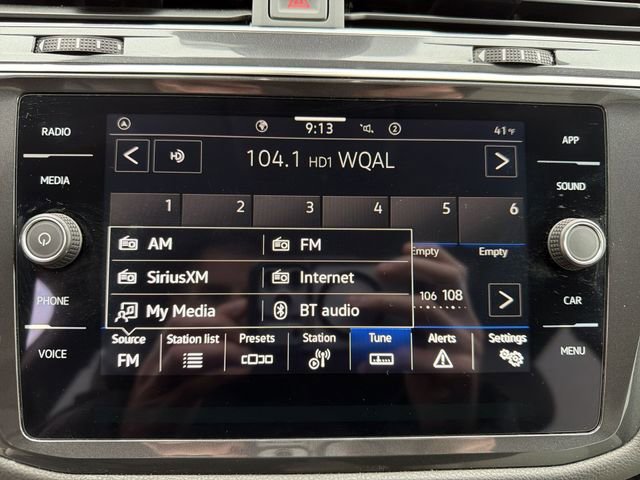 RADIO
MEDIA
PHONE
VOICE
9:13
2
41°F
HD
104.1 HD1 WQAL
1 2 3 4 5 6
Empty Empty
AM FM
SiriusXM Internet
My Media BT audio
106 108
Source Station list Presets Station Tune Alerts Settings
FM
APP
SOUND
CAR
MENU